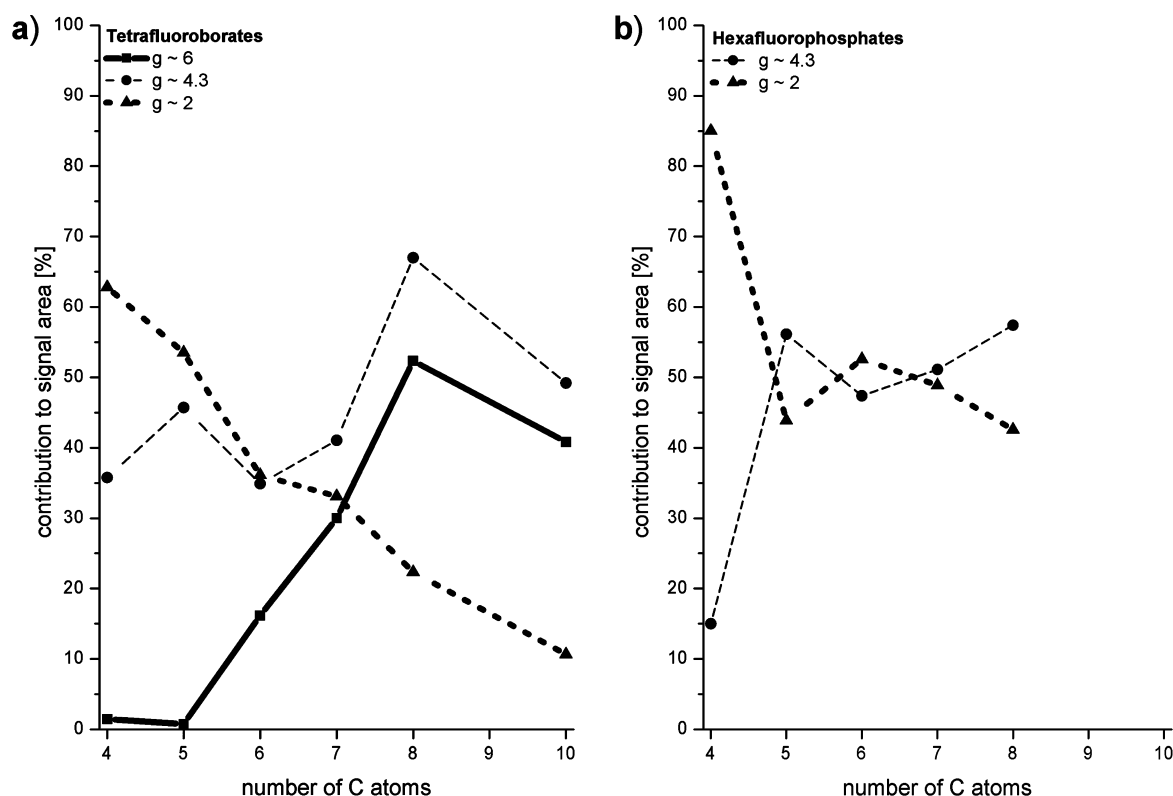 a)
Tetrafluoroborates
g ~ 6
g ~ 4.3
g ~ 2
100
90
80
70
60
50
40
30
20
10
0
contribution to signal area [%]
4 5 6 7 8 9 10
number of C atoms
b)
Hexafluorophosphates
g ~ 4.3
g ~ 2
100
90
80
70
60
50
40
30
20
10
0
contribution to signal area [%]
4 5 6 7 8 9 10
number of C atoms